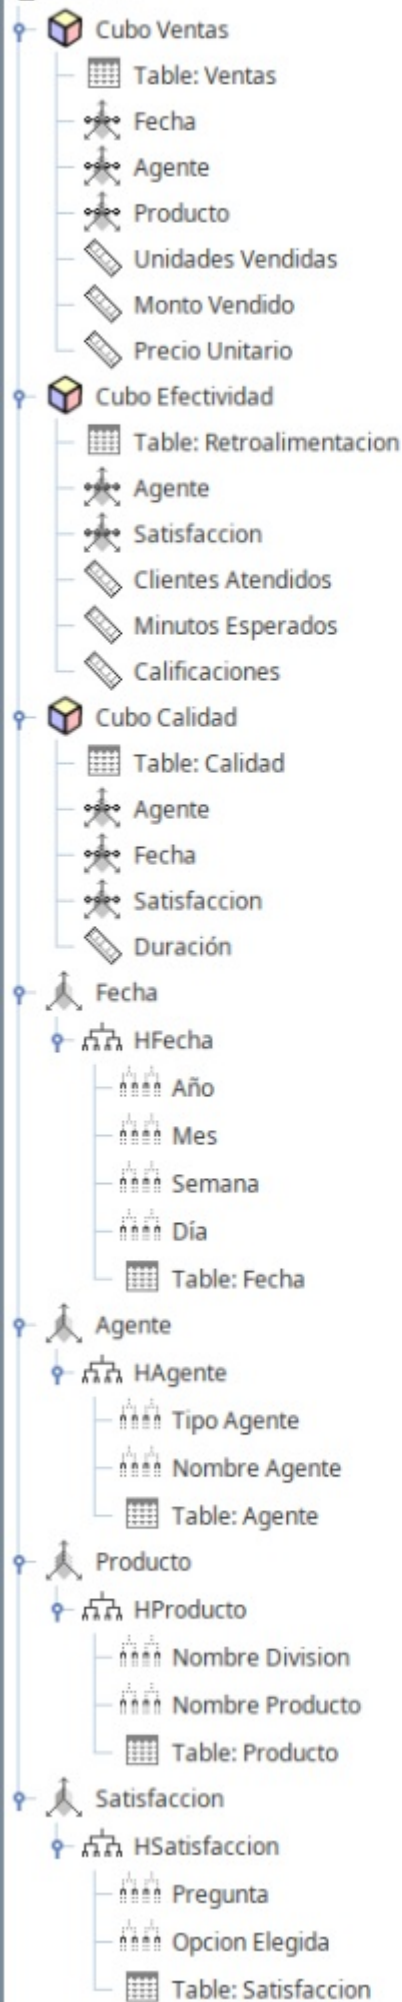 Cubo Ventas
Table: Ventas
Fecha
Agente
Producto
Unidades Vendidas
Monto Vendido
Precio Unitario
Cubo Efectividad
Table: Retroalimentacion
Agente
Satisfaccion
Clientes Atendidos
Minutos Esperados
Calificaciones
Cubo Calidad
Table: Calidad
Agente
Fecha
Satisfaccion
Duración
Fecha
HFecha
Año
Mes
Semana
Día
Table: Fecha
Agente
HAgente
Tipo Agente
Nombre Agente
Table: Agente
Producto
HProducto
Nombre Division
Nombre Producto
Table: Producto
Satisfaccion
HSatisfaccion
Pregunta
Opcion Elegida
Table: Satisfaccion